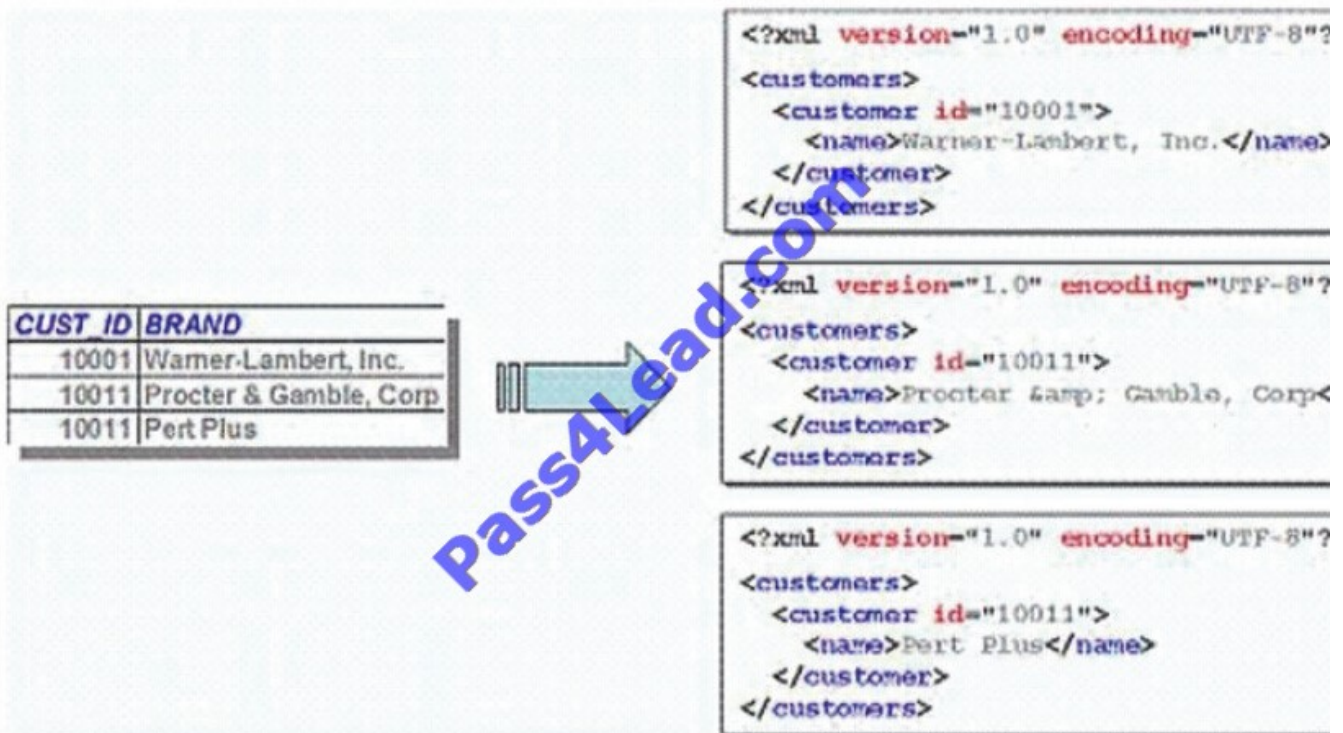 CUST_ID BRAND
10001 Warner-Lambert, Inc.
10011 Procter & Gamble, Corp
10011 Pert Plus
<?xml version="1.0" encoding="UTF-8"?
<customers>
<customer id="10001">
<name>Warner-Lambert, Inc.</name>
</customer>
</customers>
<?xml version="1.0" encoding="UTF-8"?
<customers>
<customer id="10011">
<name>Procter &amp; Gamble, Corp<
</customer>
</customers>
<?xml version="1.0" encoding="UTF-8"?
<customers>
<customer id="10011">
<name>Pert Plus</name>
</customer>
</customers>
Pass4Lead.com